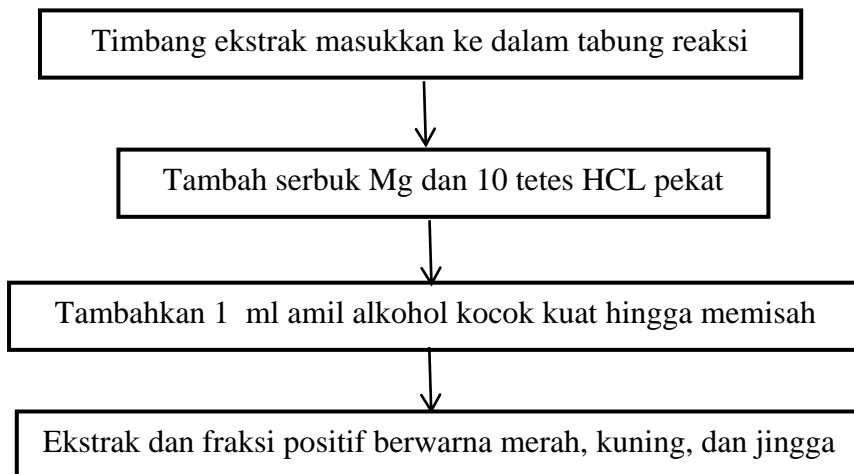 Timbang ekstrak masukkan ke dalam tabung reaksi
Tambah serbuk Mg dan 10 tetes HCL pekat
Tambahkan 1 ml amil alkohol kocok kuat hingga memisah
Ekstrak dan fraksi positif berwarna merah, kuning, dan jingga